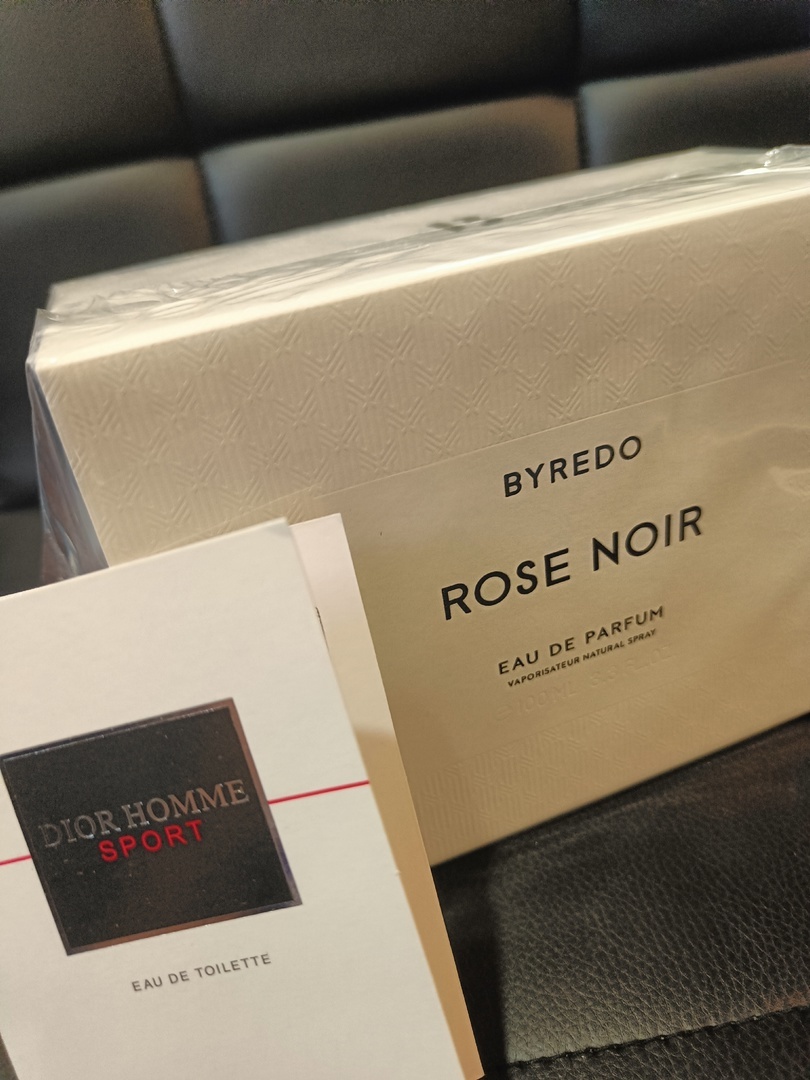 BYREDO
ROSE NOIR
EAU DE PARFUM
VAPORISATEUR NATURAL SPRAY
DIOR HOMME
SPORT
EAU DE TOILETTE